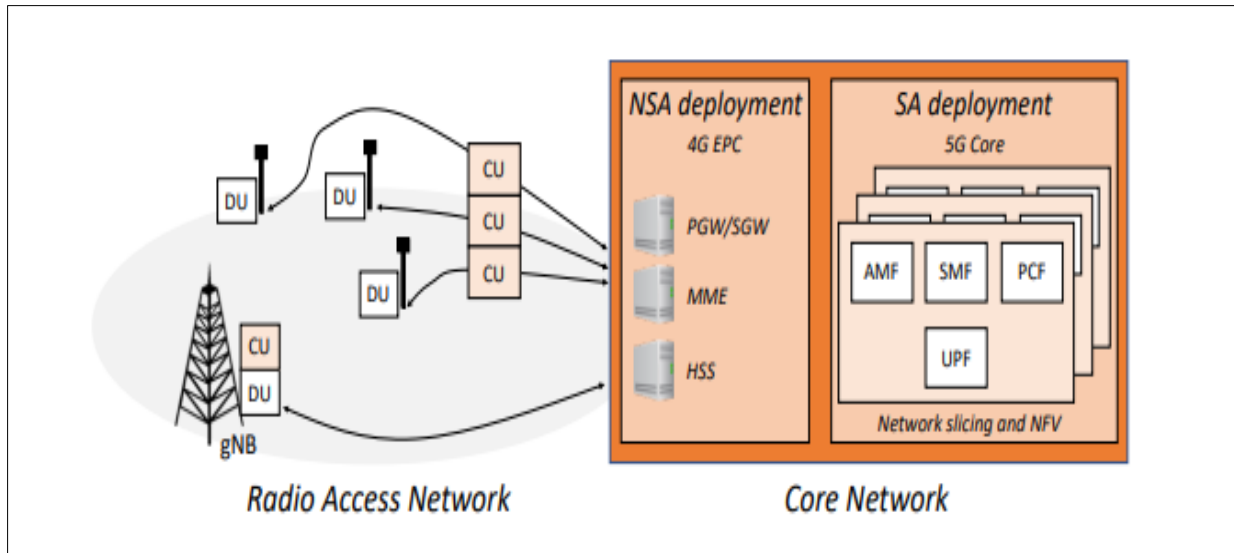 NSA deployment
4G EPC
PGW/SGW
MME
HSS
SA deployment
5G Core
AMF
SMF
PCF
UPF
Network slicing and NFV
DU
DU
DU
CU
CU
CU
CU
DU
gNB
Radio Access Network
Core Network